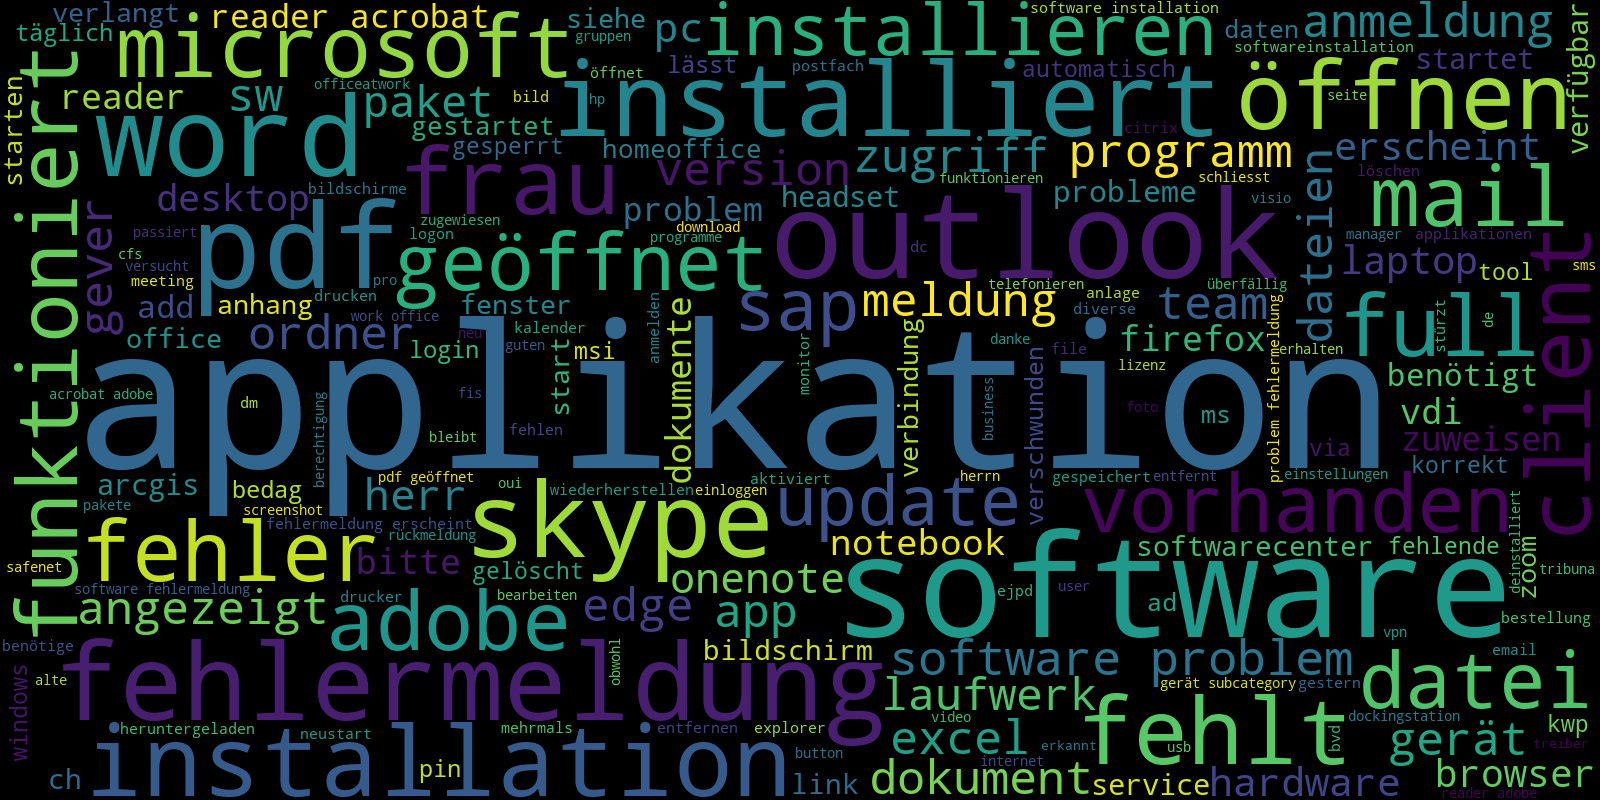 verlangt
reader acrobat
siehe
software installation
täglich
microsoft
gruppen
pc
installieren
daten
anmeldung
softwareinstallation
verfügbar
funktioniert
starten
reader
officeatwork
öffnet
lässt
postfach
automatisch
startet
sw
paket
bild
hp
installiert
öffnen
seite
word
gestartet
gesperrt
homeoffice
citrix
frau
version
zugriff
programm
erscheint
schliesst
löschen
desktop
bildschirme
headset
funktionieren
probleme
visio
dateien
mail
gever
pdf
zugewiesen
problem
download
outlook
passiert
logon
programme
dc
manager
applikationen
client
cfs
versucht
geöffnet
laptop
tool
sms
meeting
pro
telefonieren
überfällig
add
anhang
drucken
fenster
anmelden
dokumente
sap
meldung
anlage
diverse
team
problem fehlermeldung
full
stürzt
de
work office
neu
kalender
office
ordner
login
guten
msi
start
monitor
verbindung
danke
file
firefox
erhalten
applikation
lizenz
benötigt
acrobat adobe
dm
berechtigung
fis
verschwunden
business
foto
ms
vdi
bleibt
fehlen
via
zuweisen
arcgis
bedag
pdf geöffnet
oui
aktiviert
herrn
gespeichert
entfernt
einstellungen
korrekt
pakete
screenshot
herr
wiederherstellen
einloggen
update
vorhanden
fehlermeldung erscheint
rückmeldung
skype
fehler
bitte
notebook
softwarecenter
fehlende
deinstalliert
zoom
safenet
gelöscht
onenote
software
tribuna
software fehlermeldung
drucker
bearbeiten
edge
app
ejpd
user
ad
angezeigt
adobe
bestellung
benötige
obwohl
vpn
fehlermeldung
bildschirm
software problem
email
windows
alte
gerät subcategory
gestern
datei
laufwerk
heruntergeladen
neustart
mehrmals
entfernen
explorer
video
fehlt
dockingstation
kwp
installation
button
excel
erkannt
usb
bvd
gerät
treiber
ch
pin
internet
link
dokument
service
hardware
browser
reader adobe